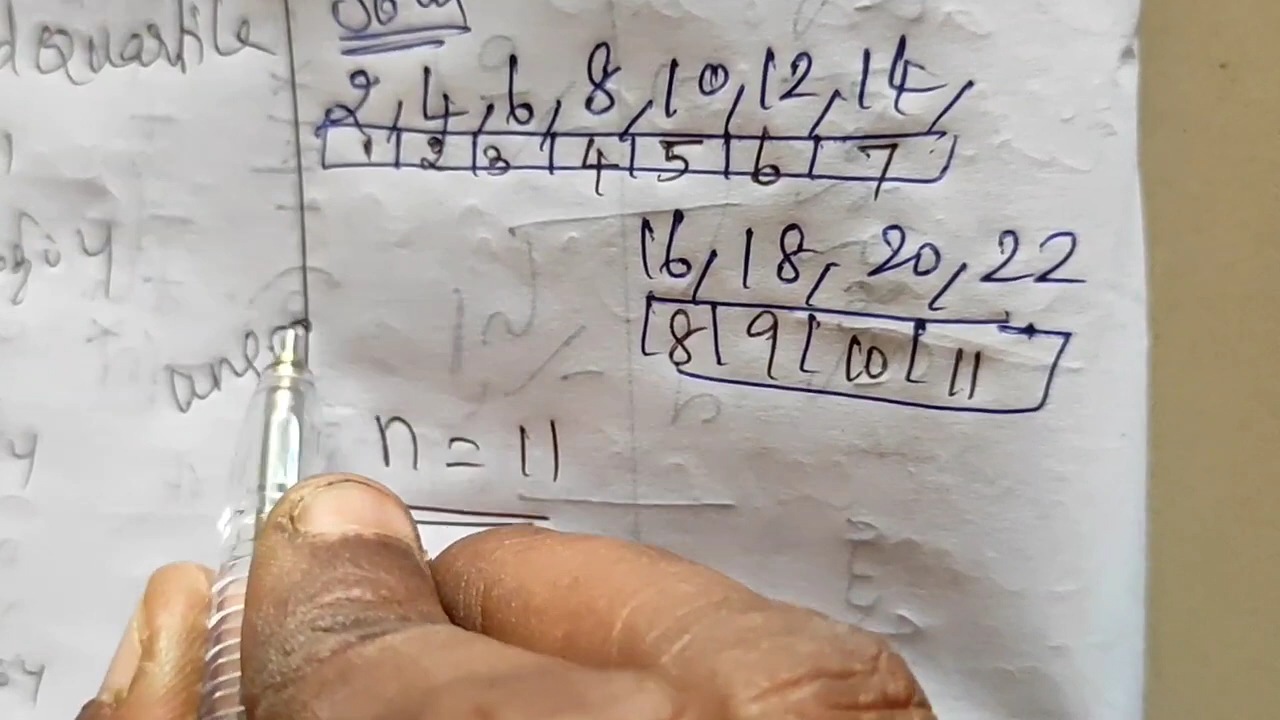 Quartile
2, 4, 6, 8, 10, 12, 14,
1 2 3 4 5 6 7
16, 18, 20, 22
8 9 10 11
n = 11